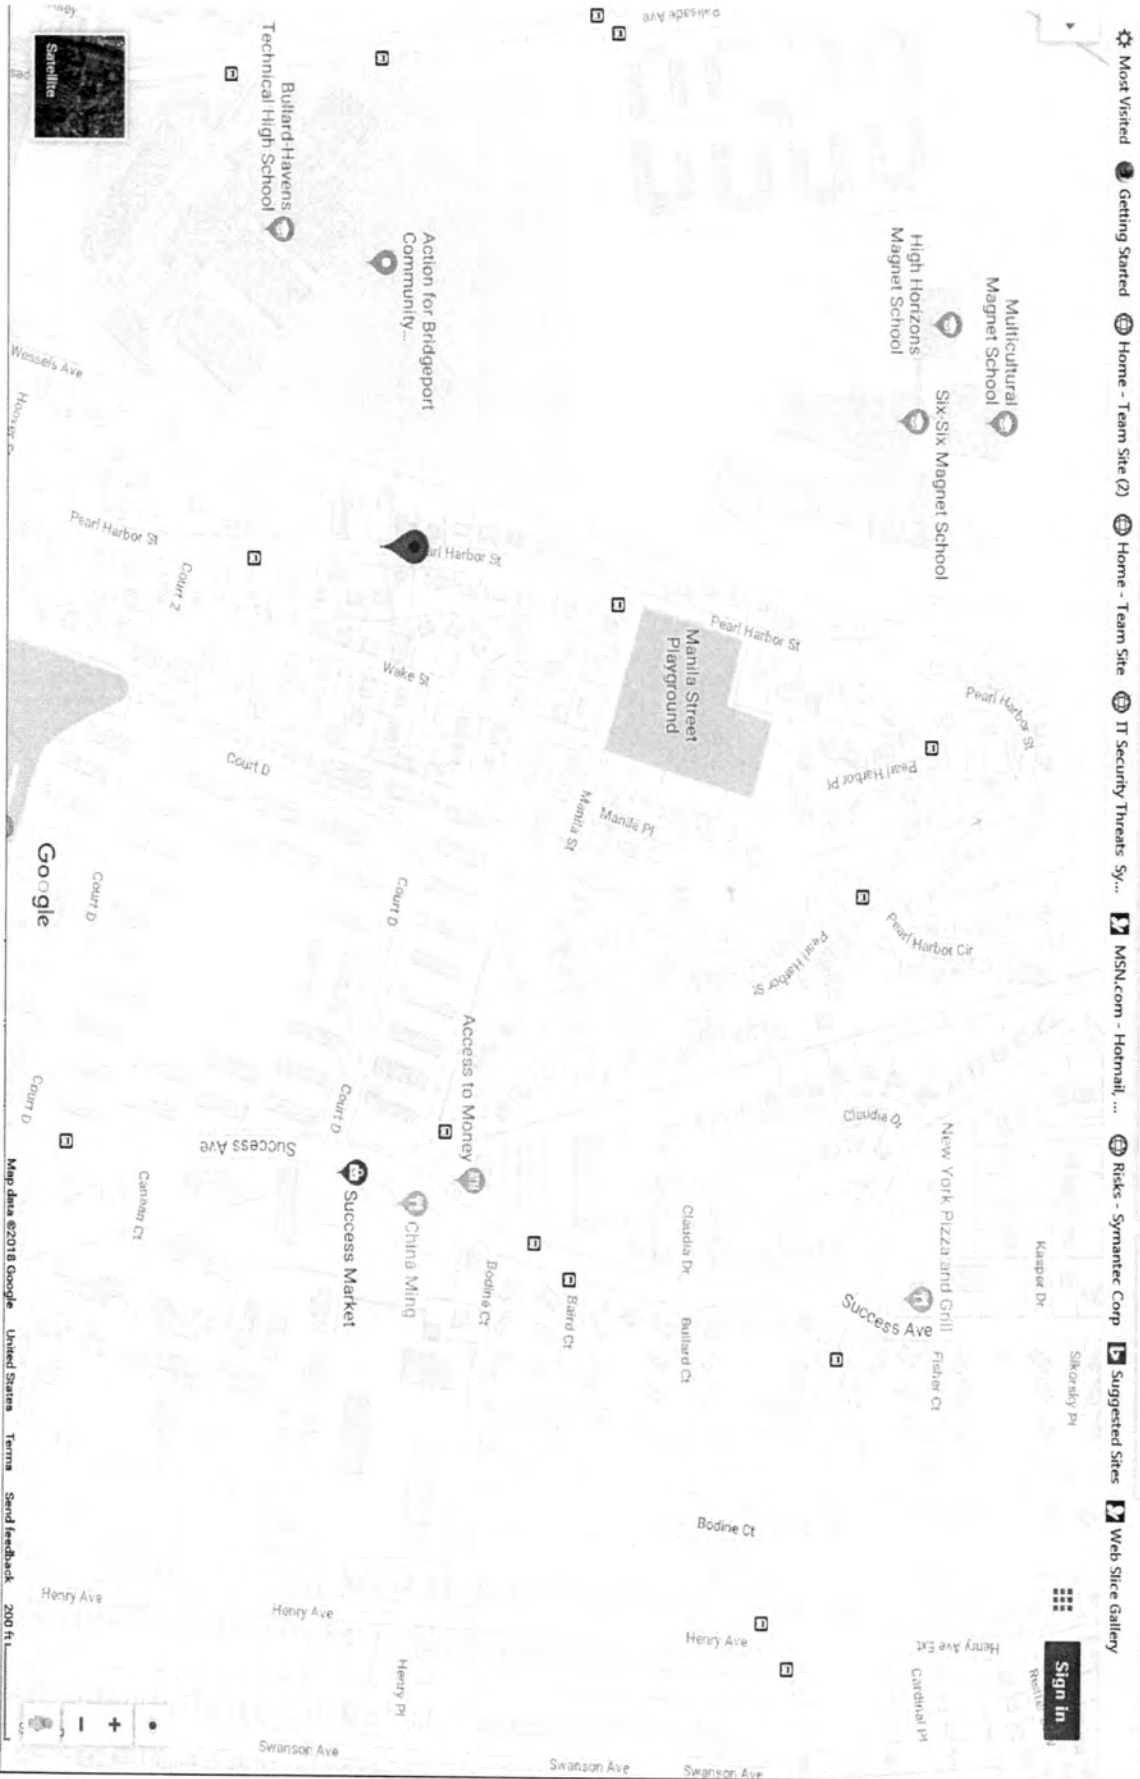 Most Visited Getting Started Home - Team Site (2) Home - Team Site IT Security Threats Sy... MSN.com - Hotmail, ... Risks - Symantec Corp Suggested Sites Web Slice Gallery
Sign in
Sikorsky Pl
Kasper Dr
Multicultural
Magnet School
Pearl Harbor St
Henry Ave Ext
Cardinal Pl
High Horizons
Magnet School
Six-Six Magnet School
Pearl Harbor Cir
New York Pizza and Grill
Fisher Ct
Success Ave
Pearl Harbor Pl
Claudia Dr
Pearl Harbor St
Pearl Harbor St
Bodine Ct
Palisade Ave
Manila Street
Playground
Claudia Dr
Bullard Ct
Henry Ave
Swanson Ave
Manila Pl
Manila St
Baird Ct
Swanson Ave
Bodine Ct
Access to Money
arl Harbor St
Action for Bridgeport
Community...
China Ming
Wake St
Court D
Henry Pl
Success Market
Court D
Bullard-Havens
Technical High School
Success Ave
Henry Ave
Swanson Ave
Court D
Court 2
Pearl Harbor St
Canaan Ct
Court D
Wessels Ave
Henry Ave
Satellite
Google
Court D
Map data ©2018 Google United States Terms Send feedback 200 ft